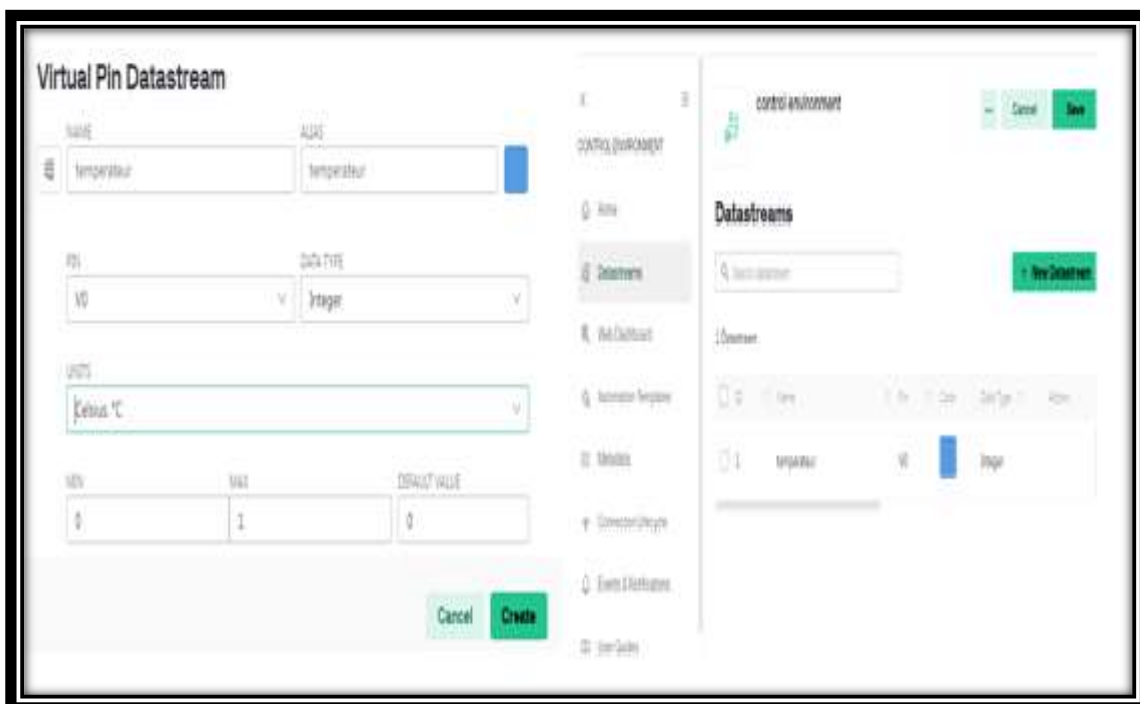 Virtual Pin Datastream
NAME
ALIAS
temperateur
temperateur
PIN
DATA TYPE
V0
Integer
UNITS
Celsius °C
MIN
MAX
DEFAULT VALUE
0
1
0
Cancel
Create
CONTROL ENVIRONMENT
Home
Datastreams
Web Dashboard
Automation Templates
Metadata
Connection Lifecycle
Events & Notifications
User Guides
control environment
Cancel
Save
Datastreams
Search datastream
+ New Datastream
1 Datastream
Name
Pin
Color
Data Type
Actions
1
temperateur
V0
Integer